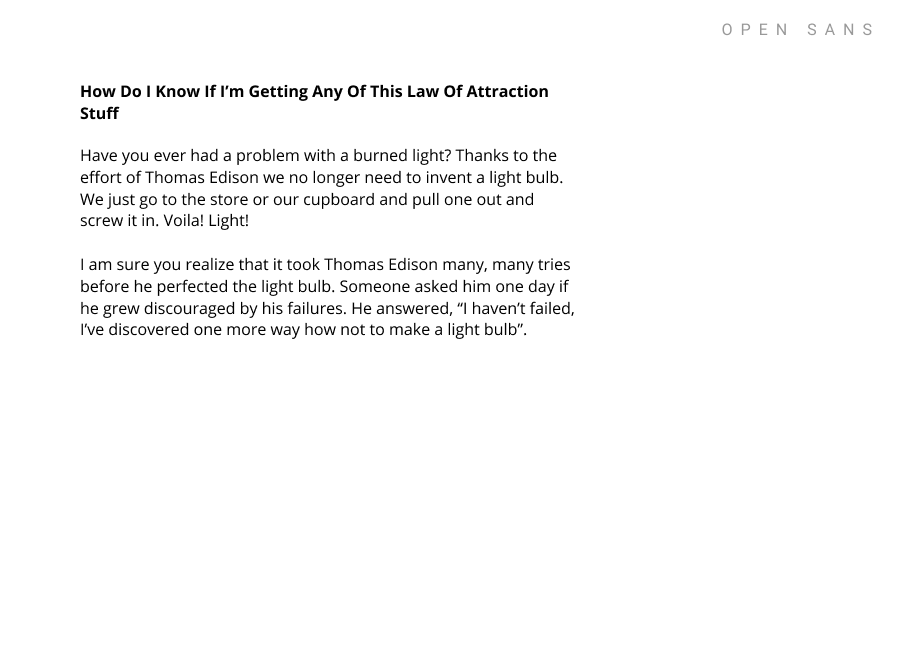 OPEN SANS
How Do I Know If I’m Getting Any Of This Law Of Attraction
Stuff
Have you ever had a problem with a burned light? Thanks to the
effort of Thomas Edison we no longer need to invent a light bulb.
We just go to the store or our cupboard and pull one out and
screw it in. Voila! Light!
I am sure you realize that it took Thomas Edison many, many tries
before he perfected the light bulb. Someone asked him one day if
he grew discouraged by his failures. He answered, “I haven’t failed,
I’ve discovered one more way how not to make a light bulb”.